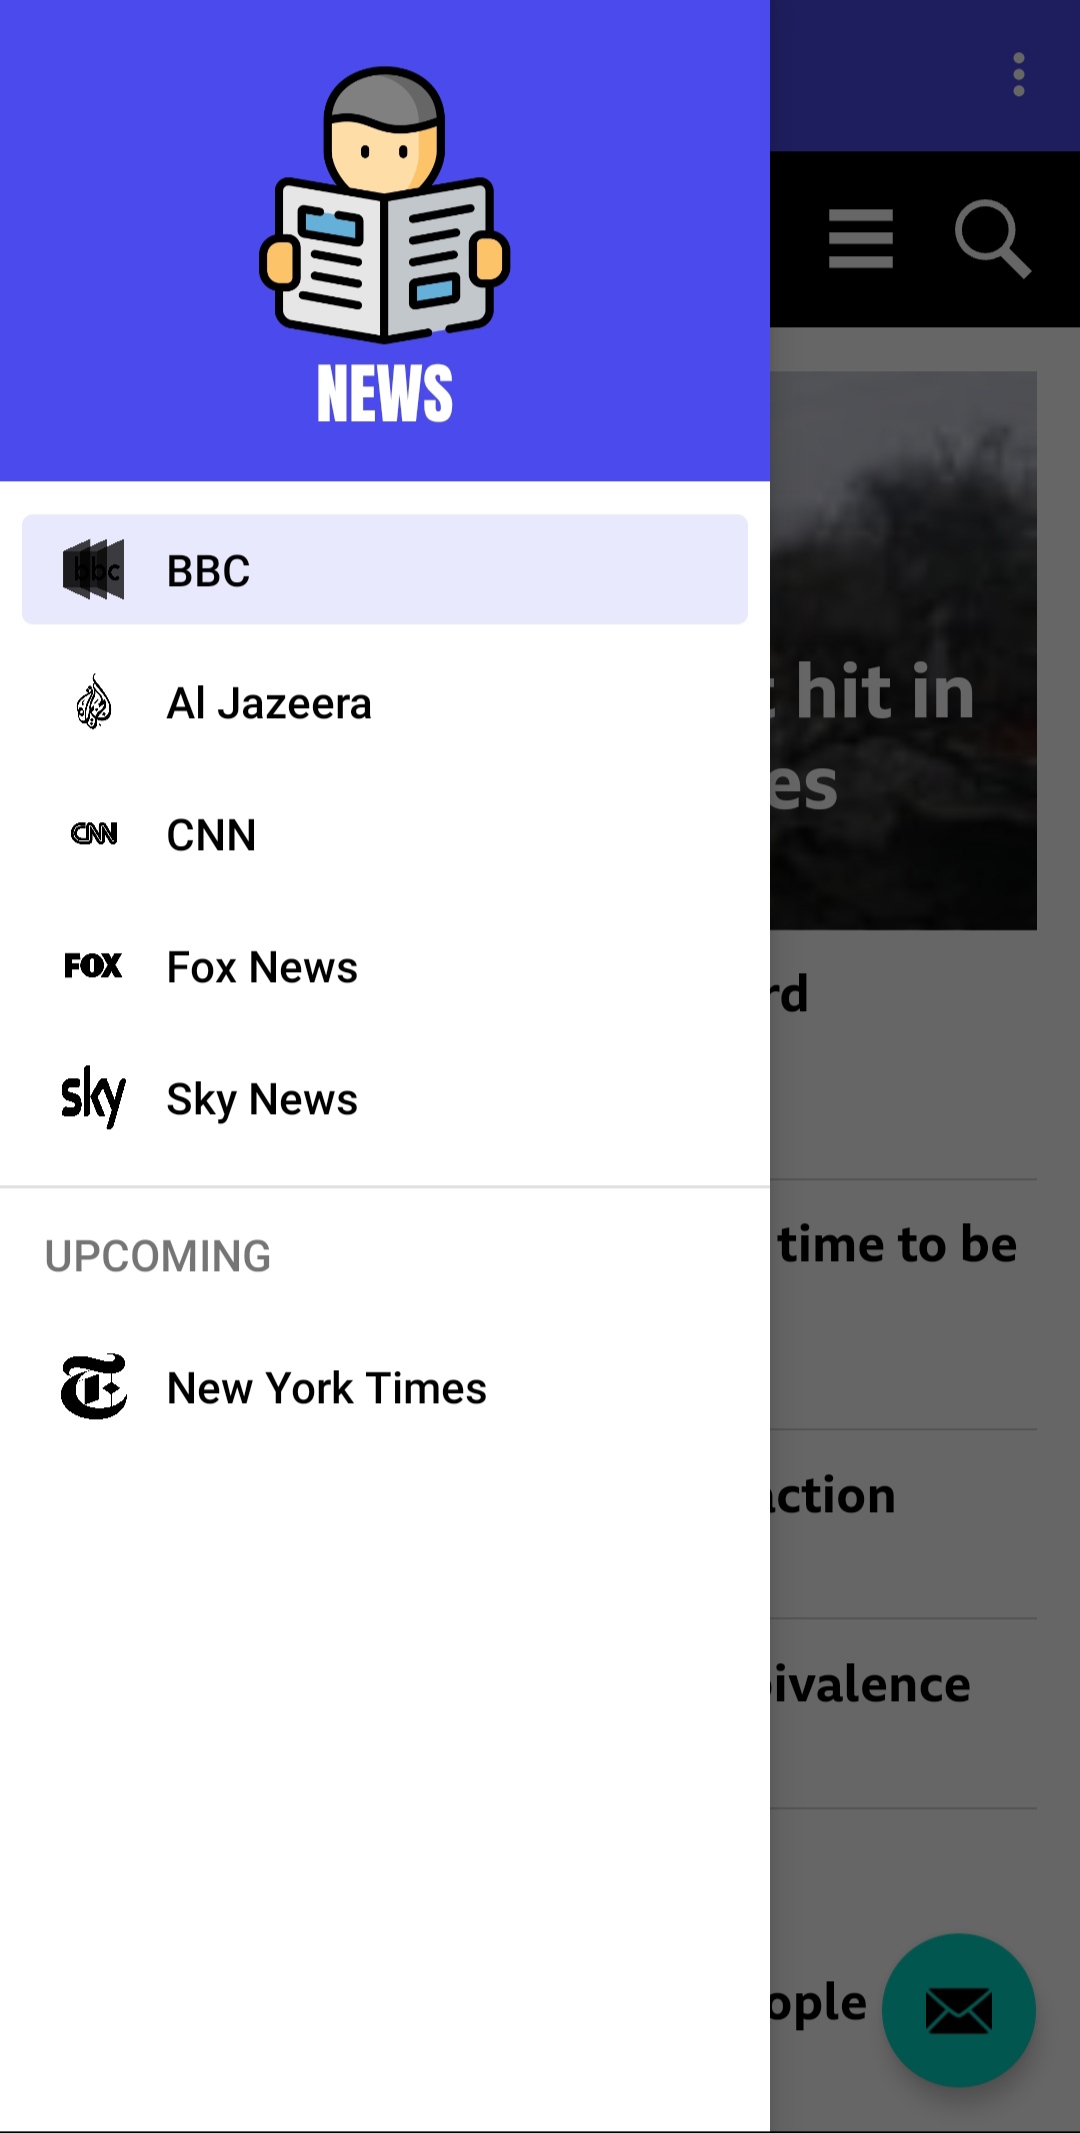 NEWS
bbc BBC
Al Jazeera
CNN CNN
FOX Fox News
sky Sky News
UPCOMING
New York Times
hit in
es
rd
time to be
ction
ivalence
ople